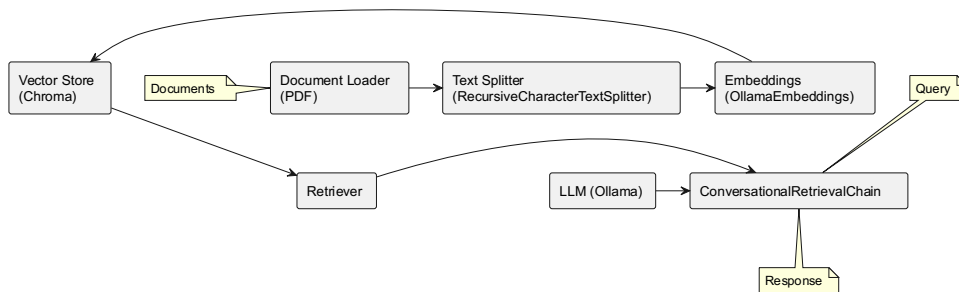 Vector Store
(Chroma)
Documents
Document Loader
(PDF)
Text Splitter
(RecursiveCharacterTextSplitter)
Embeddings
(OllamaEmbeddings)
Query
Retriever
LLM (Ollama)
ConversationalRetrievalChain
Response